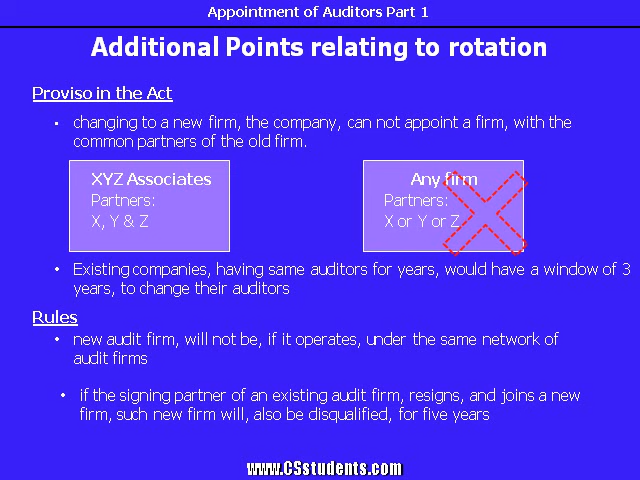 Appointment of Auditors Part 1
Additional Points relating to rotation
Proviso in the Act
• changing to a new firm, the company, can not appoint a firm, with the
common partners of the old firm.
XYZ Associates
Partners:
X, Y & Z
Any firm
Partners:
X or Y or Z
• Existing companies, having same auditors for years, would have a window of 3
years, to change their auditors
Rules
• new audit firm, will not be, if it operates, under the same network of
audit firms
• if the signing partner of an existing audit firm, resigns, and joins a new
firm, such new firm will, also be disqualified, for five years
www.CSstudents.com